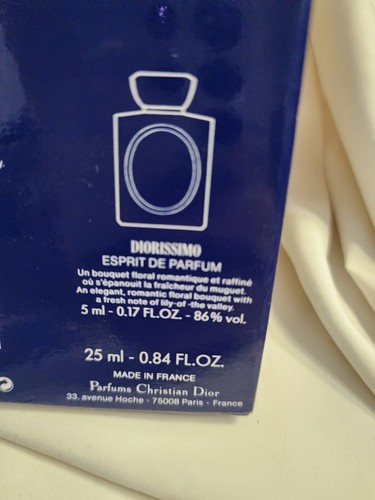 DIORISSIMO
ESPRIT DE PARFUM
Un bouquet floral romantique et raffiné
où s'épanouit la fraîcheur du muguet.
An elegant, romantic floral bouquet with
a fresh note of lily-of-the valley.
5 ml - 0.17 FL.OZ. - 86% vol.
25 ml - 0.84 FL.OZ.
MADE IN FRANCE
Parfums Christian Dior
33, avenue Hoche - 75008 Paris - France